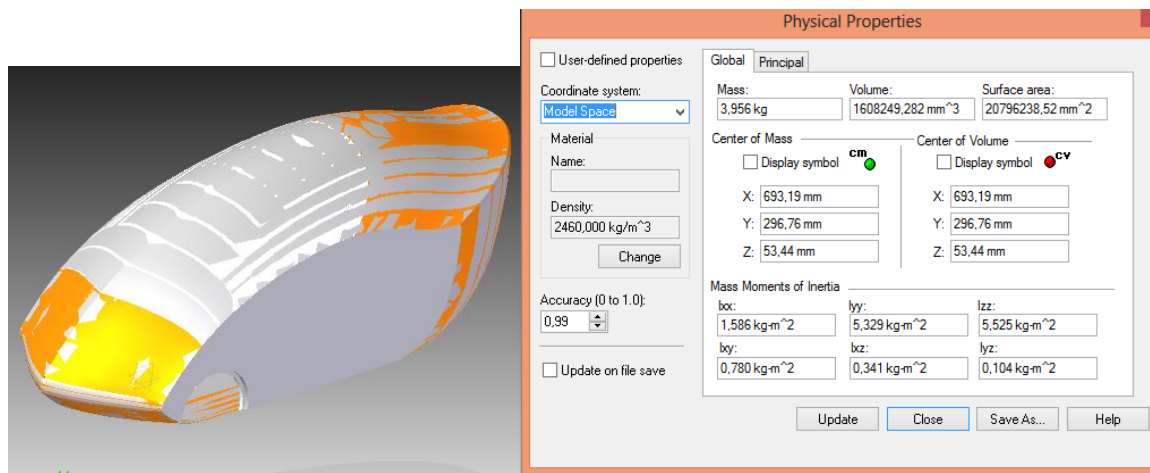 Physical Properties
User-defined properties
Coordinate system:
Model Space
Material
Name:
Density:
2460,000 kg/m^3
Change
Accuracy (0 to 1.0):
0,99
Update on file save
Global Principal
Mass: Volume: Surface area:
3,956 kg 1608249,282 mm^3 20796238,52 mm^2
Center of Mass Center of Volume
Display symbol cm Display symbol cv
X: 693,19 mm X: 693,19 mm
Y: 296,76 mm Y: 296,76 mm
Z: 53,44 mm Z: 53,44 mm
Mass Moments of Inertia
Ixx: Iyy: Izz:
1,586 kg-m^2 5,329 kg-m^2 5,525 kg-m^2
Ixy: Ixz: Iyz:
0,780 kg-m^2 0,341 kg-m^2 0,104 kg-m^2
Update Close Save As... Help